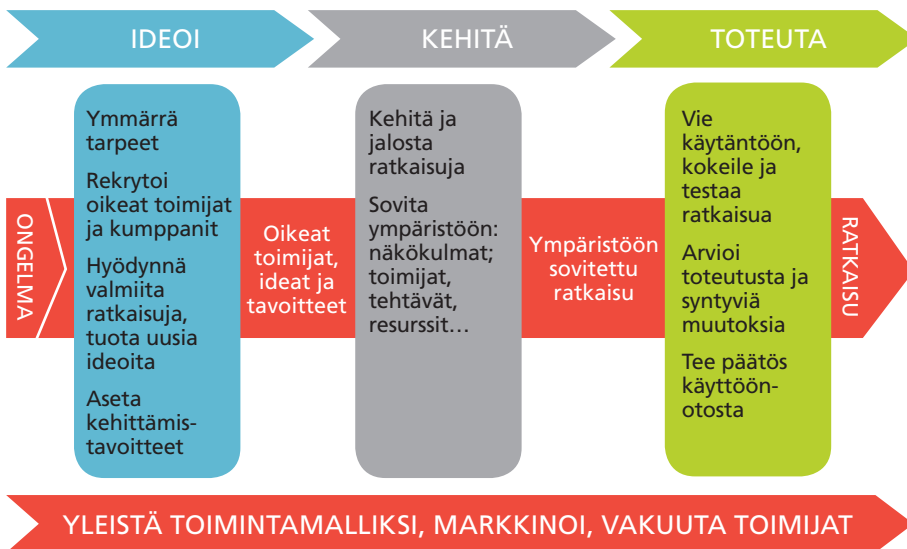 IDEOI
KEHITÄ
TOTEUTA
ONGELMA
Ymmärrä
tarpeet
Rekrytoi
oikeat toimijat
ja kumppanit
Hyödynnä
valmiita
ratkaisuja,
tuota uusia
ideoita
Aseta
kehittämis-
tavoitteet
Oikeat
toimijat,
ideat ja
tavoitteet
Kehitä ja
jalosta
ratkaisuja
Sovita
ympäristöön:
näkökulmat;
toimijat,
tehtävät,
resurssit…
Ympäristöön
sovitettu
ratkaisu
Vie
käytäntöön,
kokeile ja
testaa
ratkaisua
Arvioi
toteutusta ja
syntyviä
muutoksia
Tee päätös
käyttöön-
otosta
RATKAISU
YLEISTÄ TOIMINTAMALLIKSI, MARKKINOI, VAKUUTA TOIMIJAT